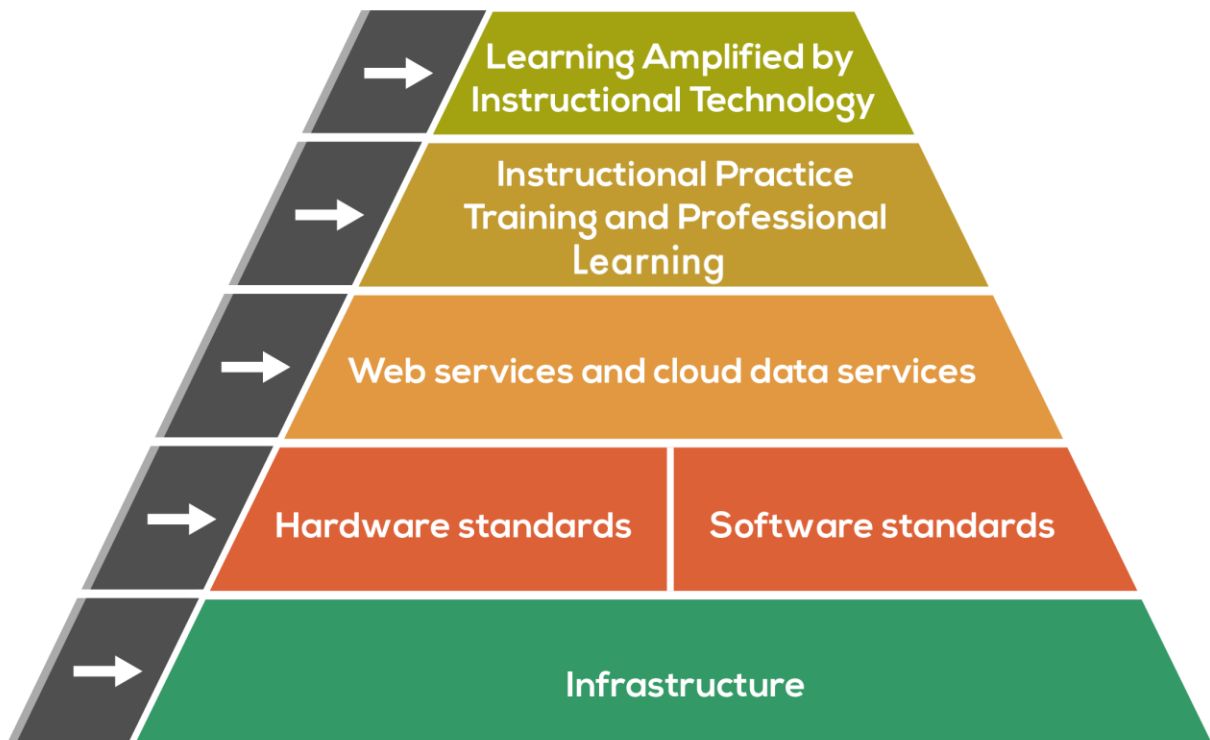 Learning Amplified by
Instructional Technology
Instructional Practice
Training and Professional
Learning
Web services and cloud data services
Hardware standards
Software standards
Infrastructure